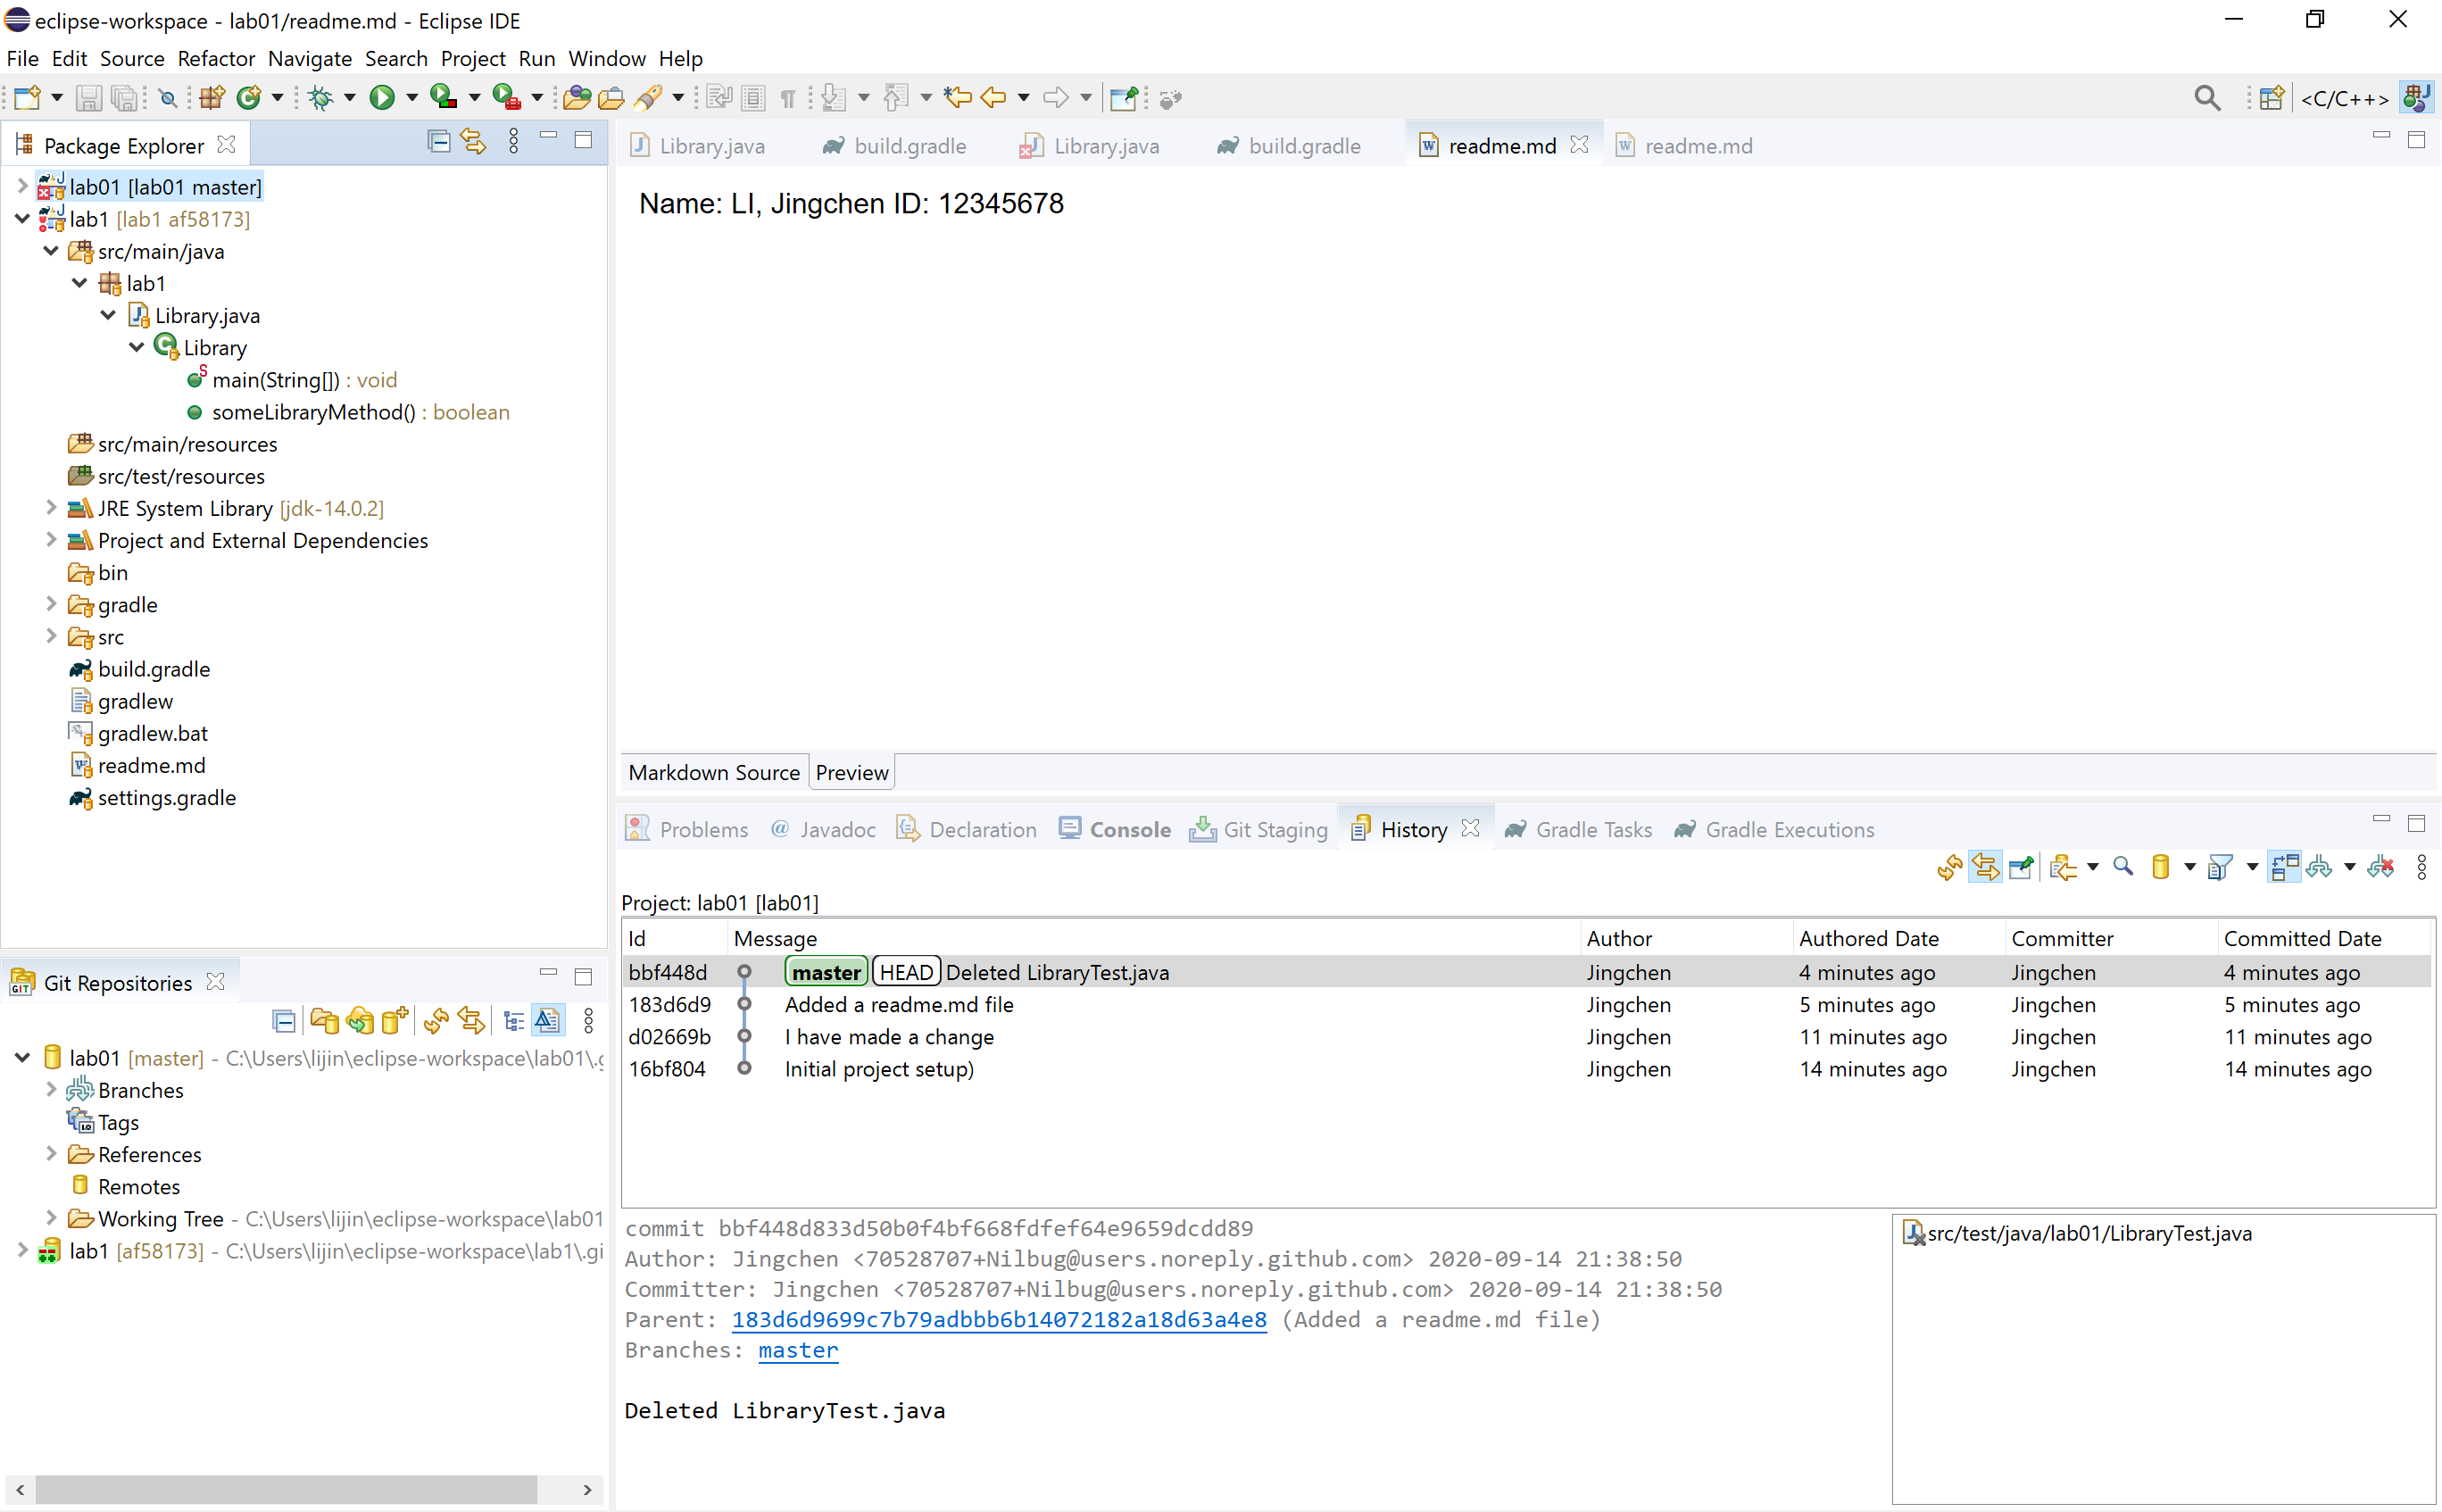 eclipse-workspace - lab01/readme.md - Eclipse IDE
File Edit Source Refactor Navigate Search Project Run Window Help
<C/C++>
Package Explorer
lab01 [lab01 master]
lab1 [lab1 af58173]
src/main/java
lab1
Library.java
Library
main(String[]) : void
someLibraryMethod() : boolean
src/main/resources
src/test/resources
JRE System Library [jdk-14.0.2]
Project and External Dependencies
bin
gradle
src
build.gradle
gradlew
gradlew.bat
readme.md
settings.gradle
Git Repositories
lab01 [master] - C:\Users\lijin\eclipse-workspace\lab01\.g
Branches
Tags
References
Remotes
Working Tree - C:\Users\lijin\eclipse-workspace\lab01
lab1 [af58173] - C:\Users\lijin\eclipse-workspace\lab1\.gi
Library.java build.gradle Library.java build.gradle readme.md readme.md
Name: LI, Jingchen ID: 12345678
Markdown Source Preview
Problems Javadoc Declaration Console Git Staging History Gradle Tasks Gradle Executions
Project: lab01 [lab01]
Id Message Author Authored Date Committer Committed Date
bbf448d master HEAD Deleted LibraryTest.java Jingchen 4 minutes ago Jingchen 4 minutes ago
183d6d9 Added a readme.md file Jingchen 5 minutes ago Jingchen 5 minutes ago
d02669b I have made a change Jingchen 11 minutes ago Jingchen 11 minutes ago
16bf804 Initial project setup) Jingchen 14 minutes ago Jingchen 14 minutes ago
commit bbf448d833d50b0f4bf668fdfef64e9659dcdd89
Author: Jingchen <70528707+Nilbug@users.noreply.github.com> 2020-09-14 21:38:50
Committer: Jingchen <70528707+Nilbug@users.noreply.github.com> 2020-09-14 21:38:50
Parent: 183d6d9699c7b79adbbb6b14072182a18d63a4e8 (Added a readme.md file)
Branches: master
Deleted LibraryTest.java
src/test/java/lab01/LibraryTest.java